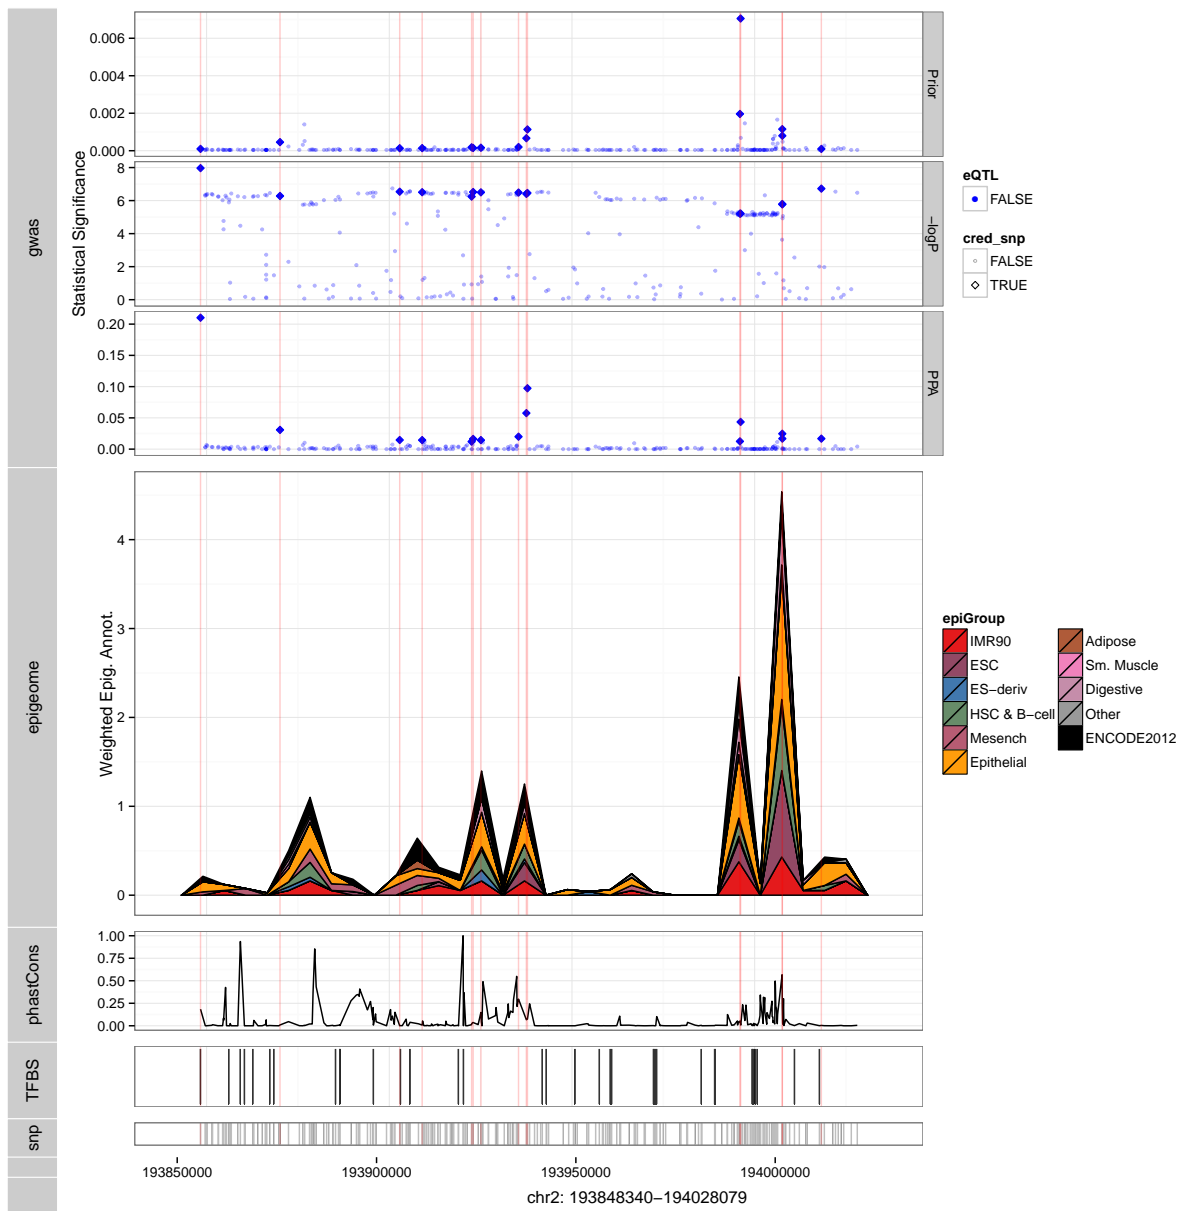 gwas
Statistical Significance
0.006
0.004
0.002
0.000
Prior
8
6
4
2
0
−logP
0.20
0.15
0.10
0.05
0.00
PPA
eQTL
FALSE
cred_snp
FALSE
TRUE
epigeome
Weighted Epig. Annot.
4
3
2
1
0
epiGroup
IMR90
ESC
ES−deriv
HSC & B−cell
Mesench
Epithelial
Adipose
Sm. Muscle
Digestive
Other
ENCODE2012
phastCons
1.00
0.75
0.50
0.25
0.00
TFBS
snp
193850000 193900000 193950000 194000000
chr2: 193848340−194028079